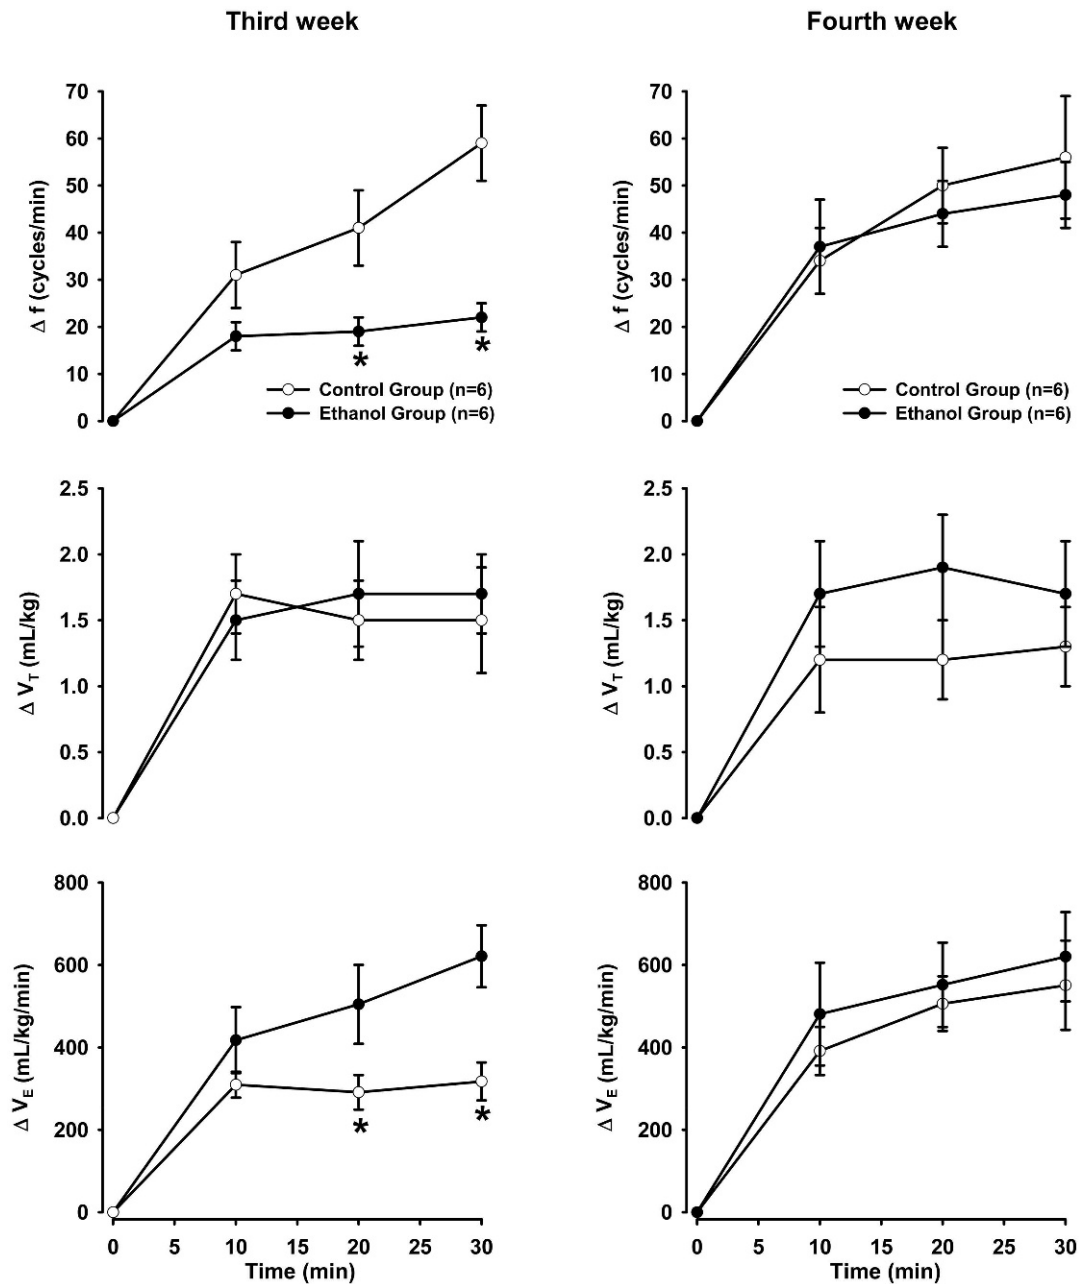 Third week
Fourth week
Δ f (cycles/min)
70
60
50
40
30
20
10
0
*
*
Control Group (n=6)
Ethanol Group (n=6)
Δ f (cycles/min)
70
60
50
40
30
20
10
0
Control Group (n=6)
Ethanol Group (n=6)
Δ VT (mL/kg)
2.5
2.0
1.5
1.0
0.5
0.0
Δ VT (mL/kg)
2.5
2.0
1.5
1.0
0.5
0.0
Δ VE (mL/kg/min)
800
600
400
200
0
*
*
0 5 10 15 20 25 30
Time (min)
Δ VE (mL/kg/min)
800
600
400
200
0
0 5 10 15 20 25 30
Time (min)